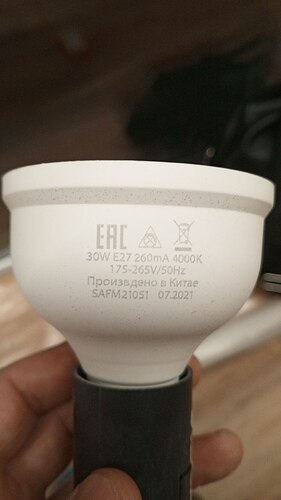 EAC
30W E27 260mA 4000K
175-265V/50Hz
Произведено в Китае
SAFM21051 07.2021